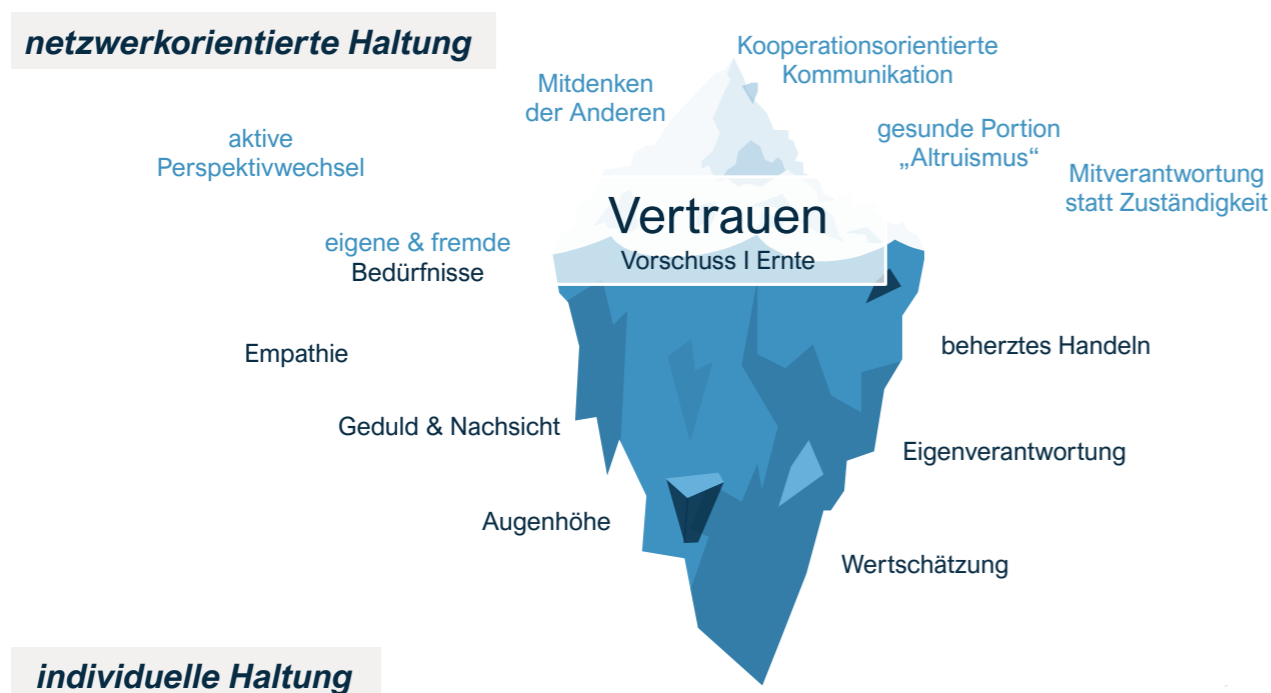 netzwerkorientierte Haltung
Kooperationsorientierte
Kommunikation
Mitdenken
der Anderen
aktive
Perspektivwechsel
gesunde Portion
„Altruismus“
Mitverantwortung
statt Zuständigkeit
Vertrauen
Vorschuss I Ernte
eigene & fremde
Bedürfnisse
Empathie
beherztes Handeln
Geduld & Nachsicht
Eigenverantwortung
Augenhöhe
Wertschätzung
individuelle Haltung